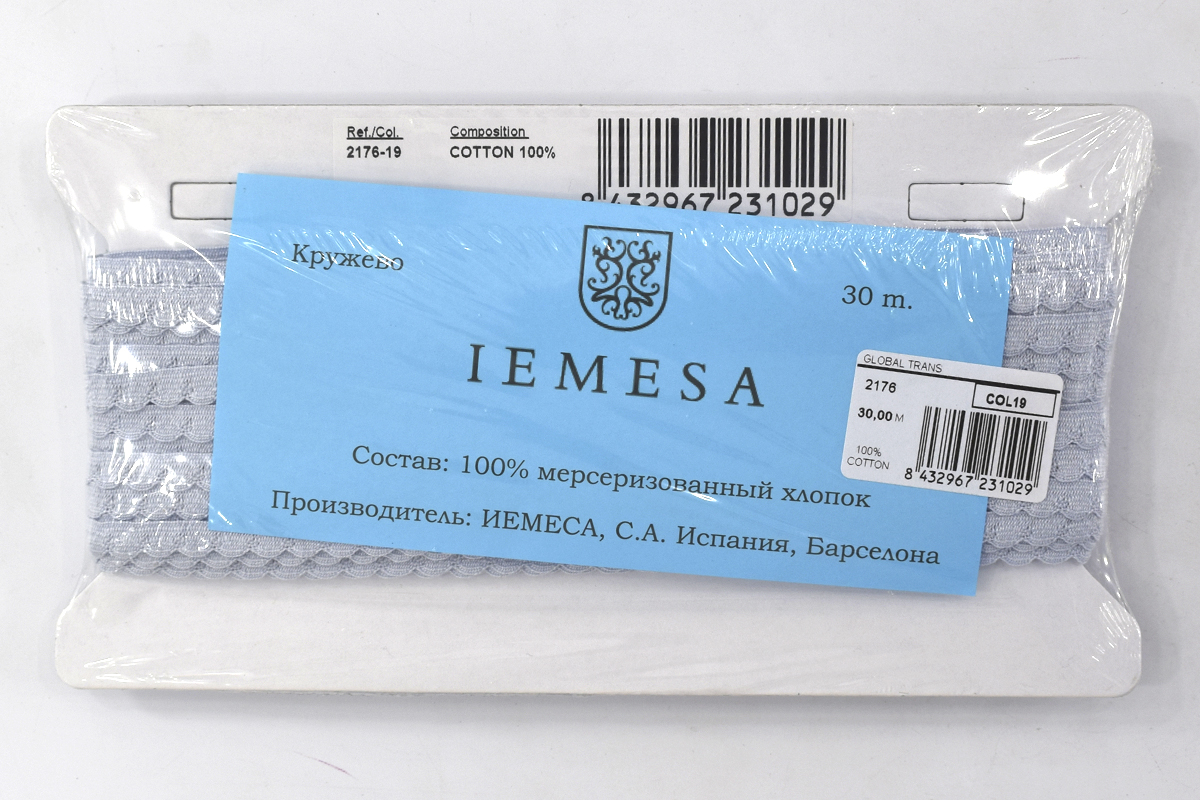 Ref./Col. Composition
2176-19 COTTON 100%
8 432967 231029
Кружево
30 m.
IEMESA
Состав: 100% мерсеризованный хлопок
Производитель: ИЕМЕСА, С.А. Испания, Барселона
GLOBAL TRANS
2176
COL19
30,00 M
100%
COTTON
8 432967 231029